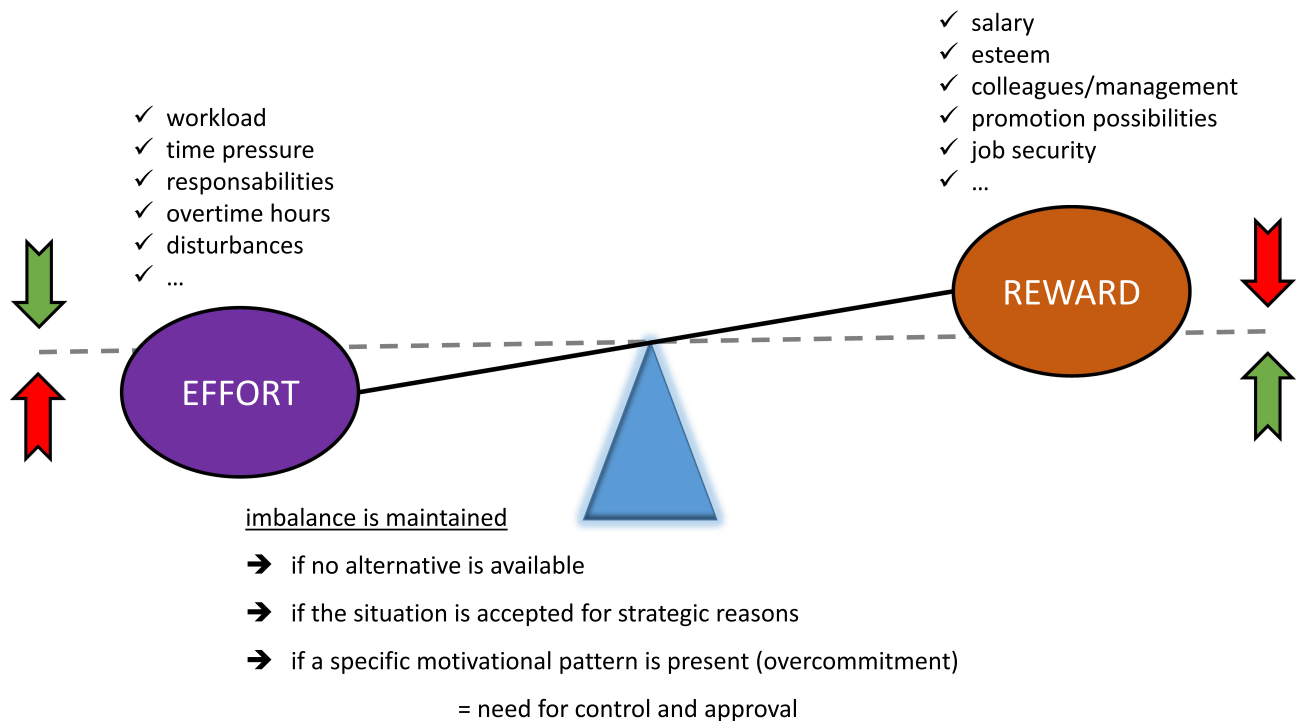 ✓ salary
✓ esteem
✓ colleagues/management
✓ promotion possibilities
✓ job security
✓ ...
✓ workload
✓ time pressure
✓ responsabilities
✓ overtime hours
✓ disturbances
✓ ...
REWARD
EFFORT
imbalance is maintained
➔ if no alternative is available
➔ if the situation is accepted for strategic reasons
➔ if a specific motivational pattern is present (overcommitment)
= need for control and approval